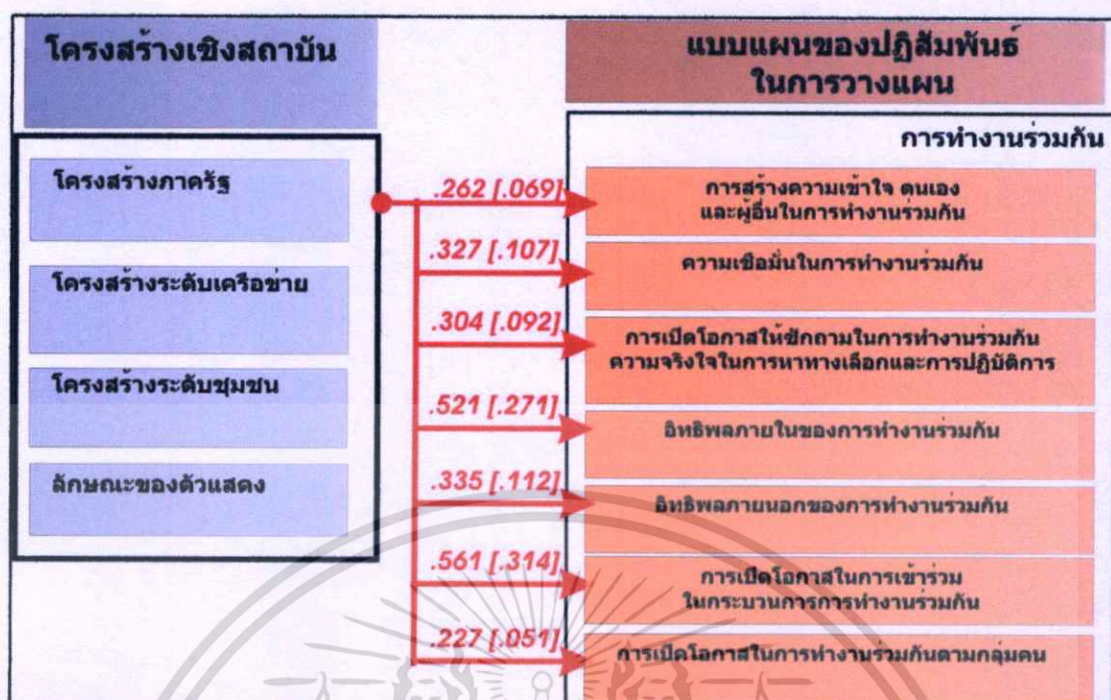 โครงสร้างเชิงสถาบัน
แบบแผนของปฏิสัมพันธ์
ในการวางแผน
โครงสร้างภาครัฐ
โครงสร้างระดับเครือข่าย
โครงสร้างระดับชุมชน
ลักษณะของตัวแสดง
การทำงานร่วมกัน
.262 [.069]
การสร้างความเข้าใจ ตนเอง
และผู้อื่นในการทำงานร่วมกัน
.327 [.107]
ความเชื่อมั่นในการทำงานร่วมกัน
.304 [.092]
การเปิดโอกาสให้ซักถามในการทำงานร่วมกัน
ความจริงใจในการหาทางเลือกและการปฏิบัติการ
.521 [.271]
อิทธิพลภายในของการทำงานร่วมกัน
.335 [.112]
อิทธิพลภายนอกของการทำงานร่วมกัน
.561 [.314]
การเปิดโอกาสในการเข้าร่วม
ในกระบวนการการทำงานร่วมกัน
.227 [.051]
การเปิดโอกาสในการทำงานร่วมกันตามกลุ่มคน